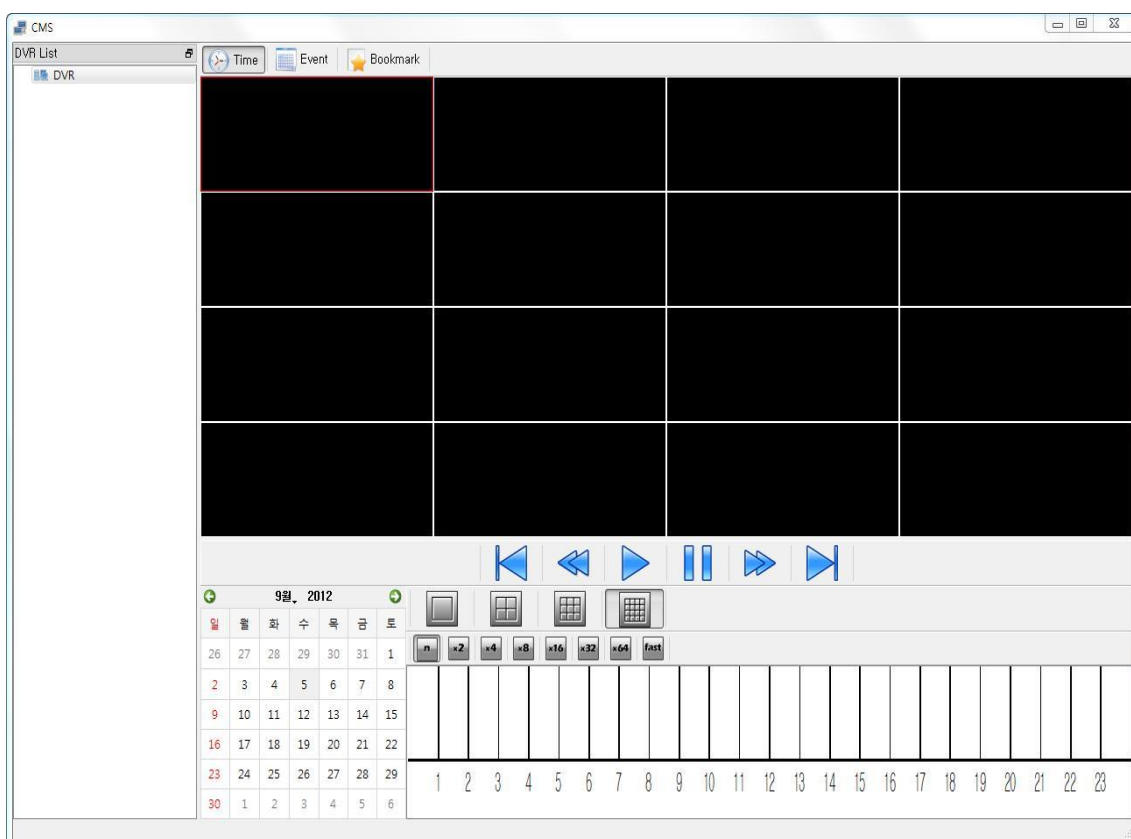 CMS
DVR List
DVR
Time Event Bookmark
9월 2012
일 월 화 수 목 금 토
26 27 28 29 30 31 1
2 3 4 5 6 7 8
9 10 11 12 13 14 15
16 17 18 19 20 21 22
23 24 25 26 27 28 29
30 1 2 3 4 5 6
n x2 x4 x8 x16 x32 x64 fast
1 2 3 4 5 6 7 8 9 10 11 12 13 14 15 16 17 18 19 20 21 22 23